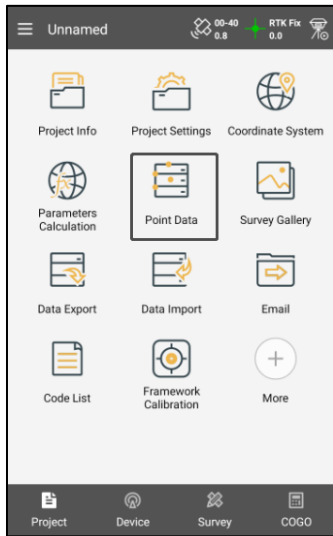 Unnamed
00-40
0.8
RTK Fix
0.0
Project Info
Project Settings
Coordinate System
Parameters
Calculation
Point Data
Survey Gallery
Data Export
Data Import
Email
Code List
Framework
Calibration
More
Project
Device
Survey
COGO